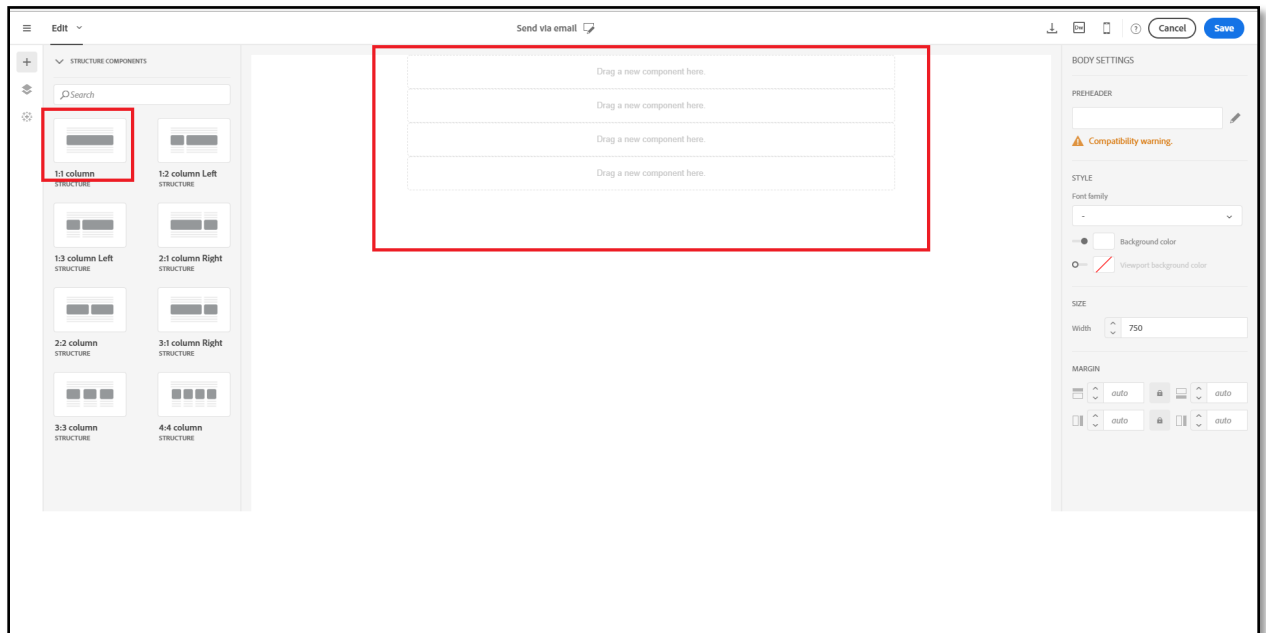 Edit
Send via email
Dw
?
Cancel
Save
STRUCTURE COMPONENTS
Search
1:1 column
STRUCTURE
1:2 column Left
STRUCTURE
1:3 column Left
STRUCTURE
2:1 column Right
STRUCTURE
2:2 column
STRUCTURE
3:1 column Right
STRUCTURE
3:3 column
STRUCTURE
4:4 column
STRUCTURE
Drag a new component here.
Drag a new component here.
Drag a new component here.
Drag a new component here.
BODY SETTINGS
PREHEADER
Compatibility warning.
STYLE
Font family
-
Background color
Viewport background color
SIZE
Width 750
MARGIN
auto auto
auto auto